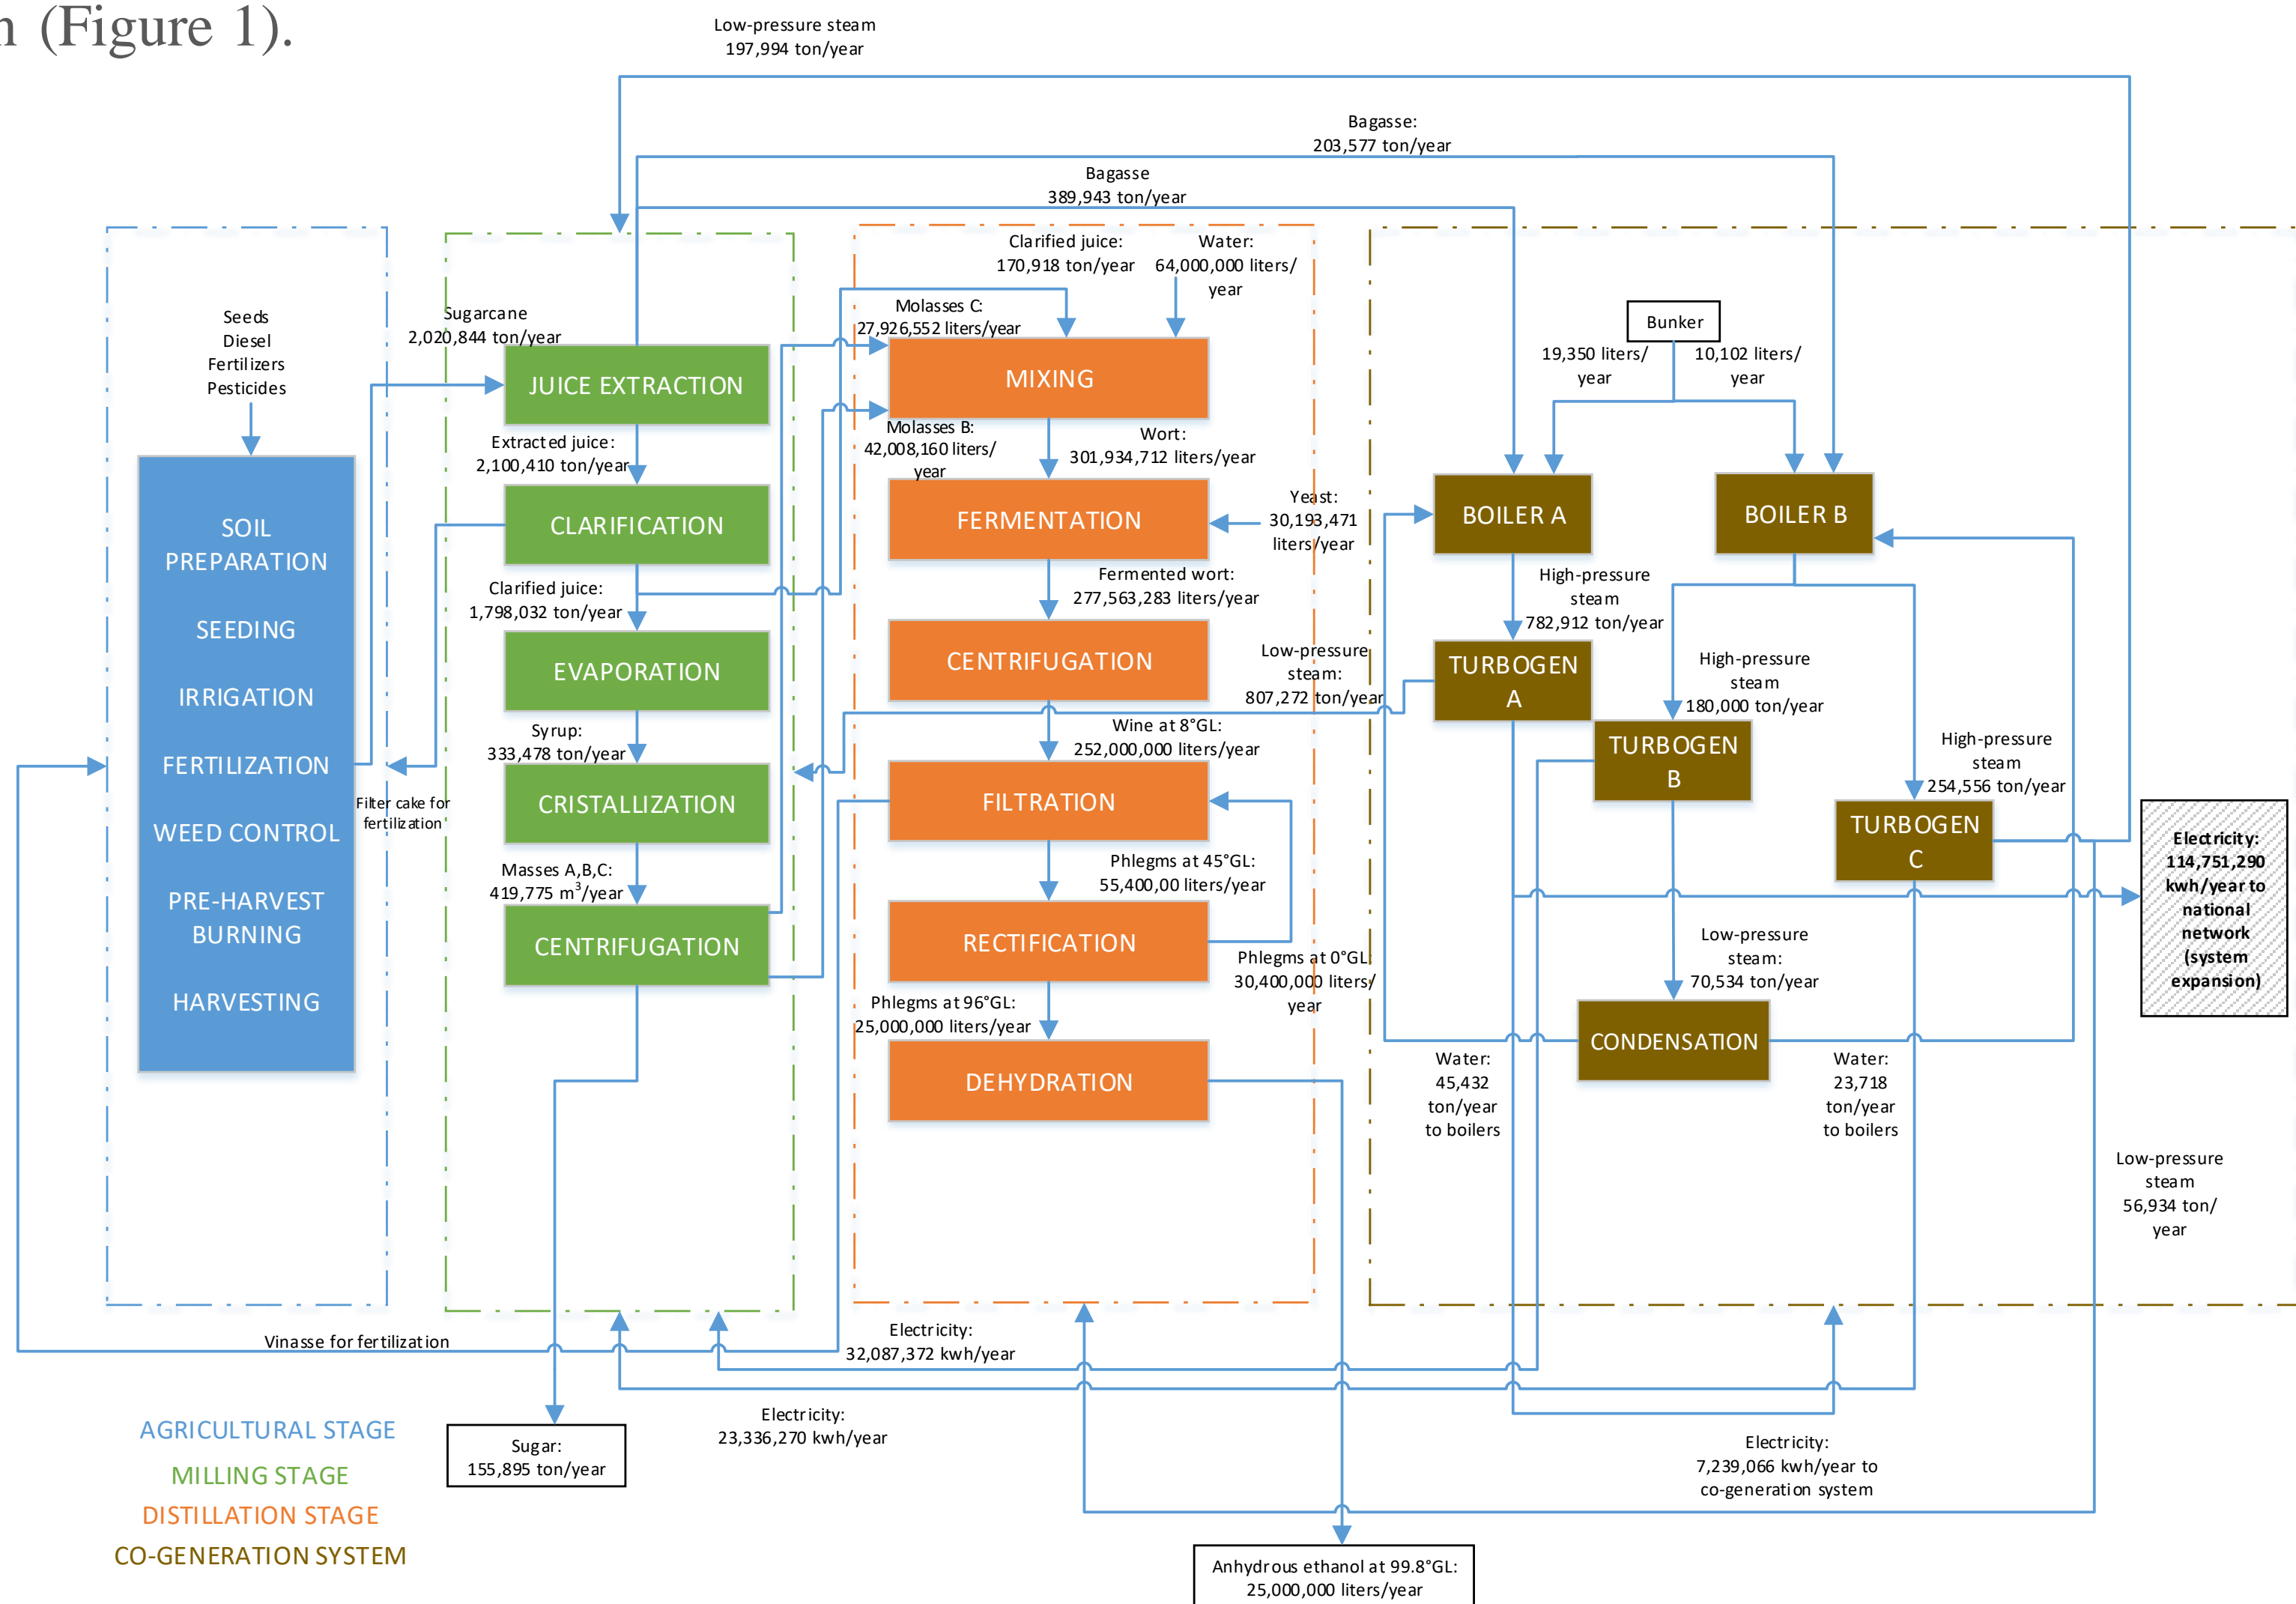 n (Figure 1).
Low-pressure steam
197,994 ton/year
Bagasse:
203,577 ton/year
Bagasse
389,943 ton/year
Seeds
Diesel
Fertilizers
Pesticides
SOIL
PREPARATION
SEEDING
IRRIGATION
FERTILIZATION
WEED CONTROL
PRE-HARVEST
BURNING
HARVESTING
Filter cake for
fertilization
Vinasse for fertilization
Sugarcane
2,020,844 ton/year
JUICE EXTRACTION
Extracted juice:
2,100,410 ton/year
CLARIFICATION
Clarified juice:
1,798,032 ton/year
EVAPORATION
Syrup:
333,478 ton/year
CRISTALLIZATION
Masses A,B,C:
419,775 m³/year
CENTRIFUGATION
Sugar:
155,895 ton/year
Clarified juice:
170,918 ton/year
Water:
64,000,000 liters/
year
Molasses C:
27,926,552 liters/year
MIXING
Molasses B:
42,008,160 liters/
year
Wort:
301,934,712 liters/year
FERMENTATION
Yeast:
30,193,471
liters/year
Fermented wort:
277,563,283 liters/year
CENTRIFUGATION
Low-pressure
steam:
807,272 ton/year
Wine at 8°GL:
252,000,000 liters/year
FILTRATION
Phlegms at 45°GL:
55,400,00 liters/year
RECTIFICATION
Phlegms at 0°GL:
30,400,000 liters/
year
Phlegms at 96°GL:
25,000,000 liters/year
DEHYDRATION
Anhydrous ethanol at 99.8°GL:
25,000,000 liters/year
Bunker
19,350 liters/
year
10,102 liters/
year
BOILER A
BOILER B
High-pressure
steam
782,912 ton/year
TURBOGEN
A
High-pressure
steam
180,000 ton/year
TURBOGEN
B
High-pressure
steam
254,556 ton/year
TURBOGEN
C
Low-pressure
steam:
70,534 ton/year
CONDENSATION
Water:
45,432
ton/year
to boilers
Water:
23,718
ton/year
to boilers
Electricity:
114,751,290
kwh/year to
national
network
(system
expansion)
Low-pressure
steam
56,934 ton/
year
Electricity:
32,087,372 kwh/year
Electricity:
23,336,270 kwh/year
Electricity:
7,239,066 kwh/year to
co-generation system
AGRICULTURAL STAGE
MILLING STAGE
DISTILLATION STAGE
CO-GENERATION SYSTEM